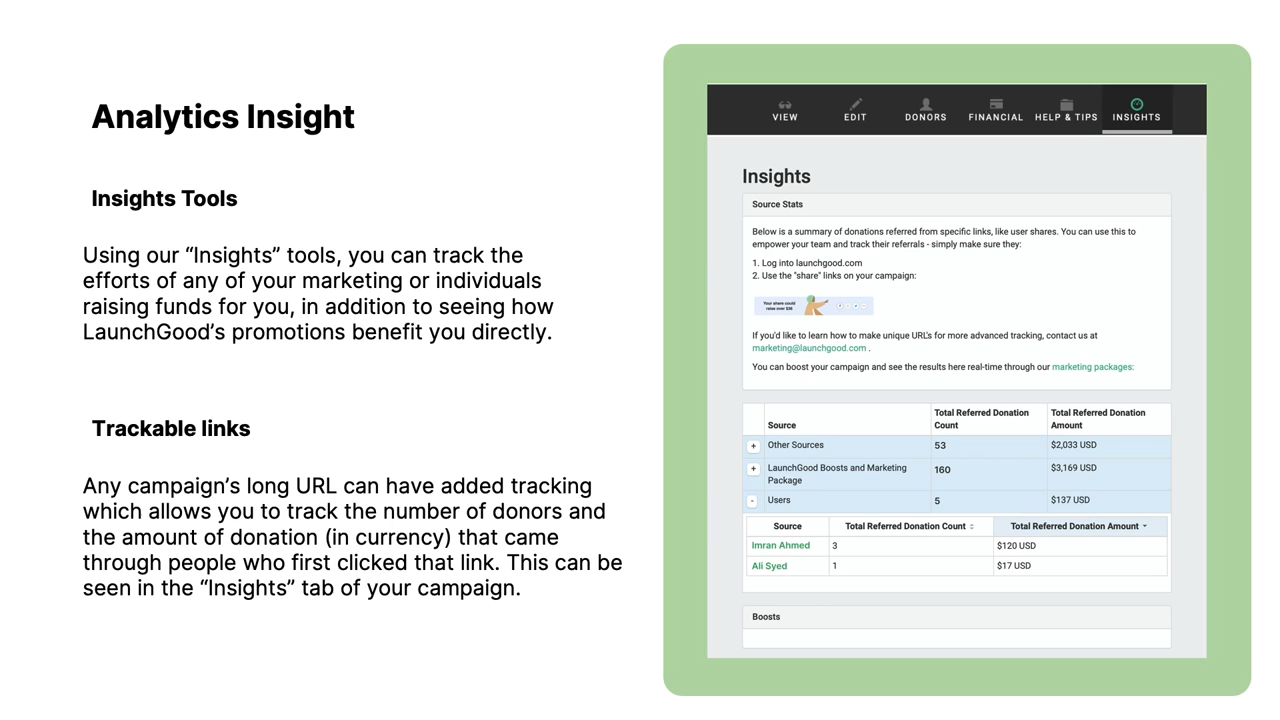 Analytics Insight
Insights Tools
Using our “Insights” tools, you can track the
efforts of any of your marketing or individuals
raising funds for you, in addition to seeing how
LaunchGood’s promotions benefit you directly.
Trackable links
Any campaign’s long URL can have added tracking
which allows you to track the number of donors and
the amount of donation (in currency) that came
through people who first clicked that link. This can be
seen in the “Insights” tab of your campaign.
VIEW EDIT DONORS FINANCIAL HELP & TIPS INSIGHTS
Insights
Source Stats
Below is a summary of donations referred from specific links, like user shares. You can use this to
empower your team and track their referrals - simply make sure they:
1. Log into launchgood.com
2. Use the "share" links on your campaign:
Your share could
raise over $36
If you'd like to learn how to make unique URL's for more advanced tracking, contact us at
marketing@launchgood.com .
You can boost your campaign and see the results here real-time through our marketing packages:
Source Total Referred Donation Count Total Referred Donation Amount
+ Other Sources 53 $2,033 USD
+ LaunchGood Boosts and Marketing Package 160 $3,169 USD
- Users 5 $137 USD
Source Total Referred Donation Count Total Referred Donation Amount
Imran Ahmed 3 $120 USD
Ali Syed 1 $17 USD
Boosts